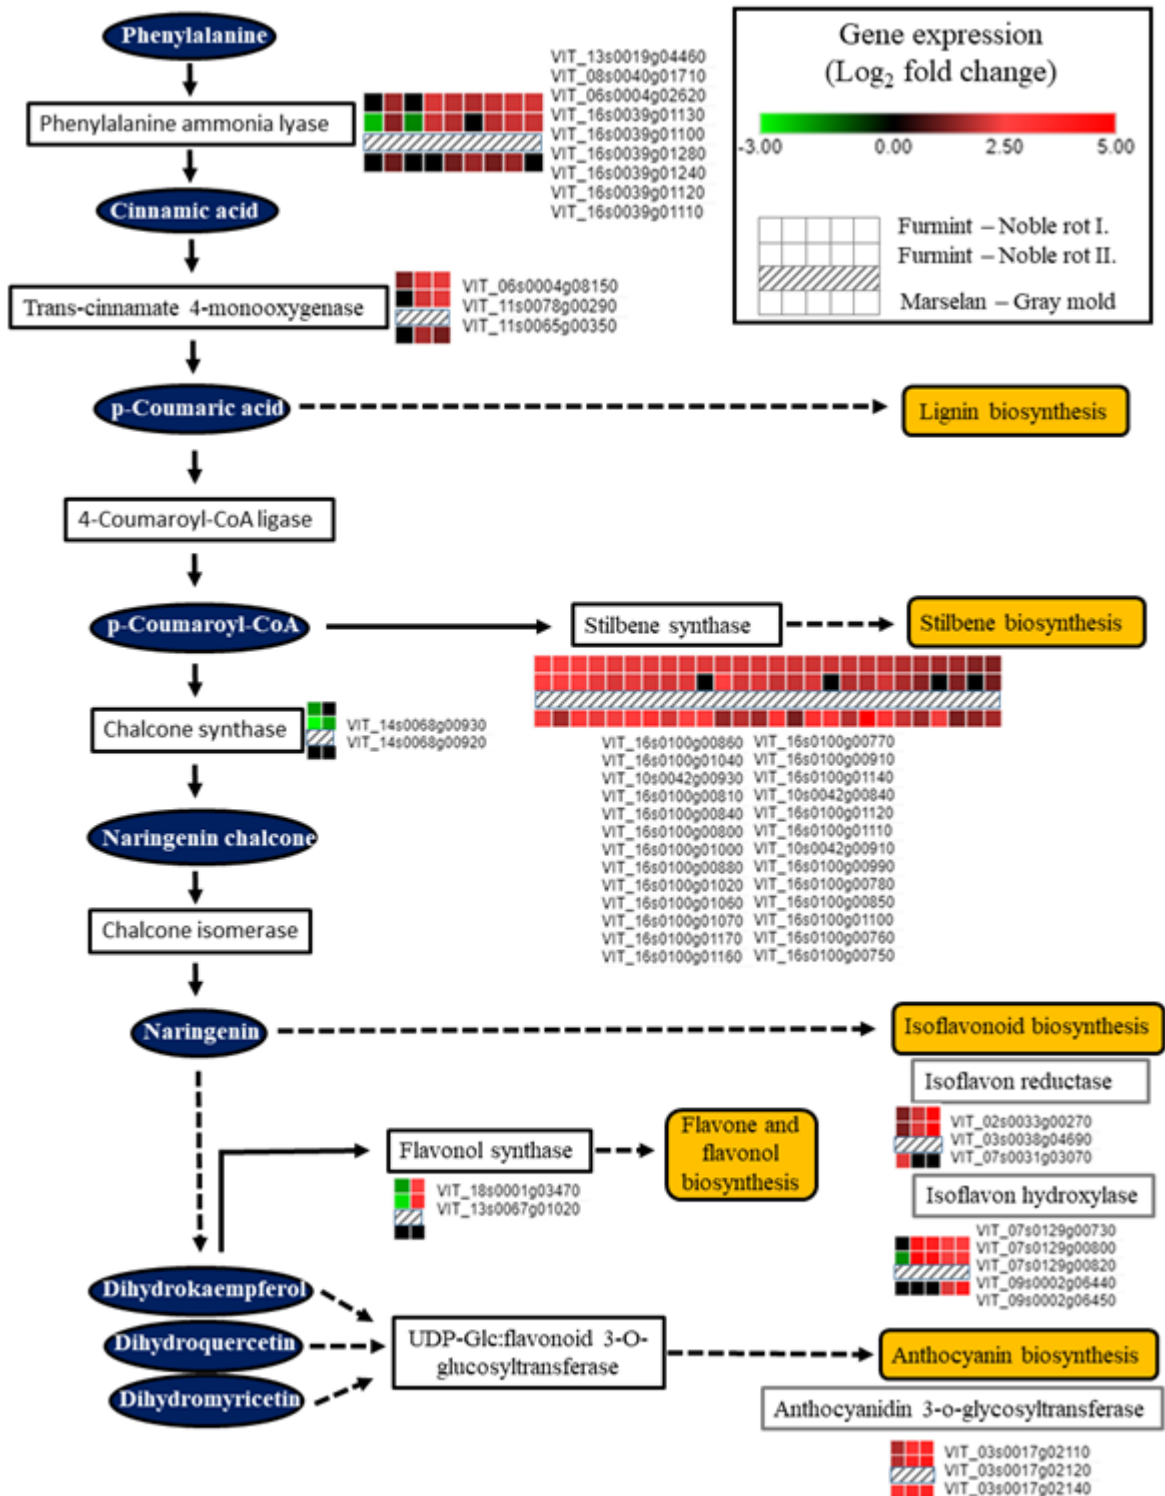 Phenylalanine
Gene expression
(Log2 fold change)
-3.00 0.00 2.50 5.00
Furmint – Noble rot I.
Furmint – Noble rot II.
Marselan – Gray mold
Phenylalanine ammonia lyase
VIT_13s0019g04460
VIT_08s0040g01710
VIT_06s0004g02620
VIT_16s0039g01130
VIT_16s0039g01100
VIT_16s0039g01280
VIT_16s0039g01240
VIT_16s0039g01120
VIT_16s0039g01110
Cinnamic acid
Trans-cinnamate 4-monooxygenase
VIT_06s0004g08150
VIT_11s0078g00290
VIT_11s0065g00350
p-Coumaric acid
Lignin biosynthesis
4-Coumaroyl-CoA ligase
p-Coumaroyl-CoA
Stilbene synthase
Stilbene biosynthesis
VIT_16s0100g00860 VIT_16s0100g00770
VIT_16s0100g01040 VIT_16s0100g00910
VIT_10s0042g00930 VIT_16s0100g01140
VIT_16s0100g00810 VIT_10s0042g00840
VIT_16s0100g00840 VIT_16s0100g01120
VIT_16s0100g00800 VIT_16s0100g01110
VIT_16s0100g01000 VIT_10s0042g00910
VIT_16s0100g00880 VIT_16s0100g00990
VIT_16s0100g01020 VIT_16s0100g00780
VIT_16s0100g01060 VIT_16s0100g00850
VIT_16s0100g01070 VIT_16s0100g01100
VIT_16s0100g01170 VIT_16s0100g00760
VIT_16s0100g01160 VIT_16s0100g00750
Chalcone synthase
VIT_14s0068g00930
VIT_14s0068g00920
Naringenin chalcone
Chalcone isomerase
Naringenin
Isoflavonoid biosynthesis
Isoflavon reductase
VIT_02s0033g00270
VIT_03s0038g04690
VIT_07s0031g03070
Isoflavon hydroxylase
VIT_07s0129g00730
VIT_07s0129g00800
VIT_07s0129g00820
VIT_09s0002g06440
VIT_09s0002g06450
Flavonol synthase
VIT_18s0001g03470
VIT_13s0067g01020
Flavone and
flavonol
biosynthesis
Dihydrokaempferol
Dihydroquercetin
Dihydromyricetin
UDP-Glc:flavonoid 3-O-
glucosyltransferase
Anthocyanin biosynthesis
Anthocyanidin 3-o-glycosyltransferase
VIT_03s0017g02110
VIT_03s0017g02120
VIT_03s0017g02140